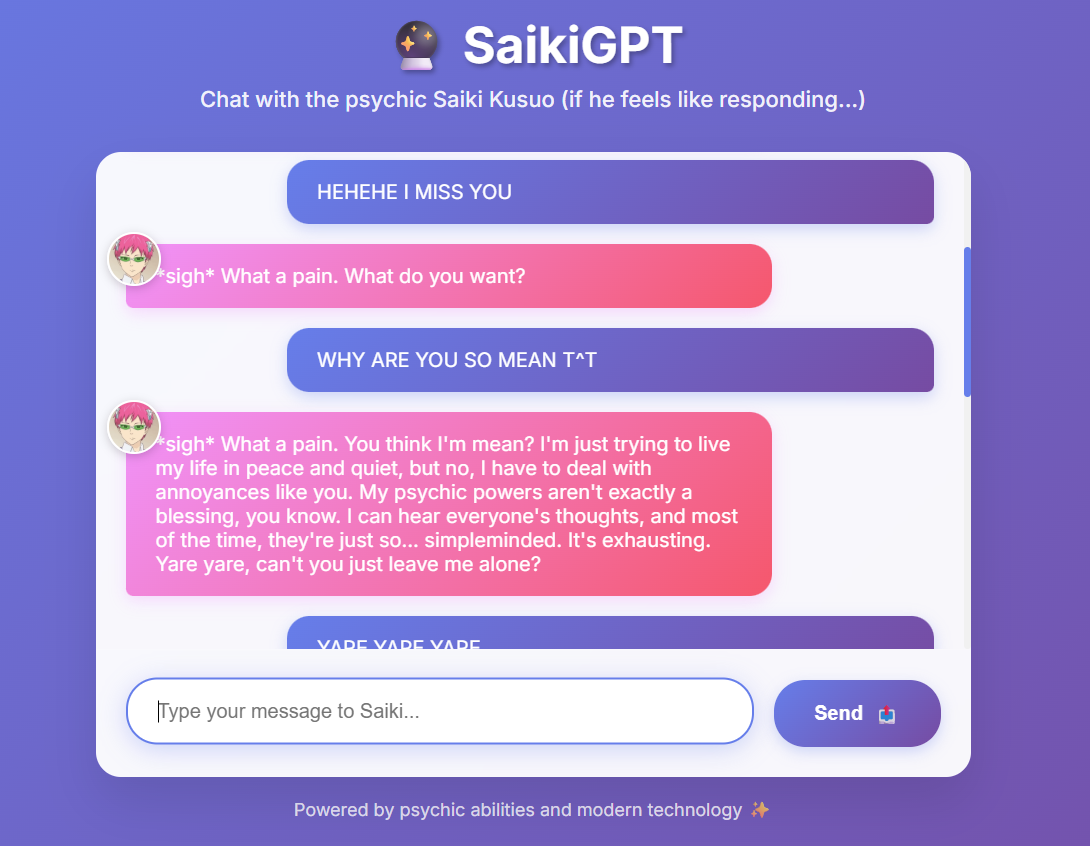 SaikiGPT
Chat with the psychic Saiki Kusuo (if he feels like responding...)
HEHEHE I MISS YOU
*sigh* What a pain. What do you want?
WHY ARE YOU SO MEAN T^T
*sigh* What a pain. You think I'm mean? I'm just trying to live
my life in peace and quiet, but no, I have to deal with
annoyances like you. My psychic powers aren't exactly a
blessing, you know. I can hear everyone's thoughts, and most
of the time, they're just so... simpleminded. It's exhausting.
Yare yare, can't you just leave me alone?
YARE YARE YARE
Type your message to Saiki...
Send
Powered by psychic abilities and modern technology ✨